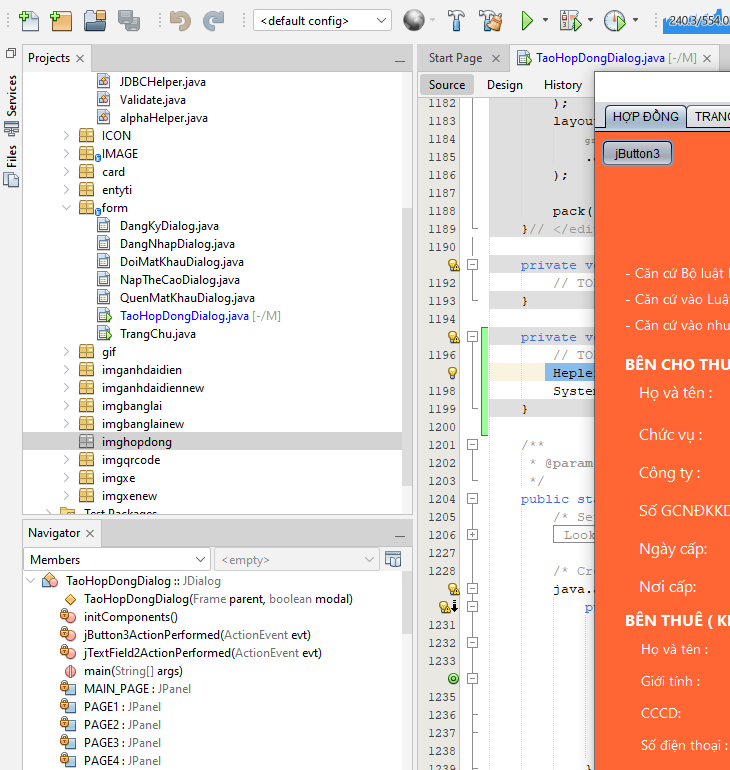 <default config>
240.3/554.0
Services
Files
Projects
JDBCHelper.java
Validate.java
alphaHelper.java
ICON
IMAGE
card
entyti
form
DangKyDialog.java
DangNhapDialog.java
DoiMatKhauDialog.java
NapTheCaoDialog.java
QuenMatKhauDialog.java
TaoHopDongDialog.java [-/M]
TrangChu.java
gif
imganhdaidien
imganhdaidiennew
imgbanglai
imgbanglainew
imghopdong
imgqrcode
imgxe
imgxenew
Test Packages
Navigator
Members
<empty>
TaoHopDongDialog :: JDialog
TaoHopDongDialog(Frame parent, boolean modal)
initComponents()
jButton3ActionPerformed(ActionEvent evt)
jTextField2ActionPerformed(ActionEvent evt)
main(String[] args)
MAIN_PAGE : JPanel
PAGE1 : JPanel
PAGE2 : JPanel
PAGE3 : JPanel
PAGE4 : JPanel
Start Page
TaoHopDongDialog.java [-/M]
Source Design History
1182 );
1183 layou
1184
1185 .
1186 );
1187
1188 pack(
1189 }// </edi
1190
private v
1192 // TO
1193 }
1194
private v
1196 // TO
Heple
1198 System
1199 }
1200
1201 /**
1202 * @param
1203 */
1204 public st
1205 /* Se
1206 Look
1227
1228 /* Cr
java.
pu
1231
1232
1233
1235
1236
1237
1238
1239 }
HỢP ĐỒNG
TRANG
jButton3
- Căn cứ Bộ luật
- Căn cứ vào Luậ
- Căn cứ vào nhu
BÊN CHO THU
Họ và tên :
Chức vụ :
Công ty :
Số GCNĐKKD
Ngày cấp:
Nơi cấp:
BÊN THUÊ ( K
Họ và tên :
Giới tính :
CCCD:
Số điện thoại :